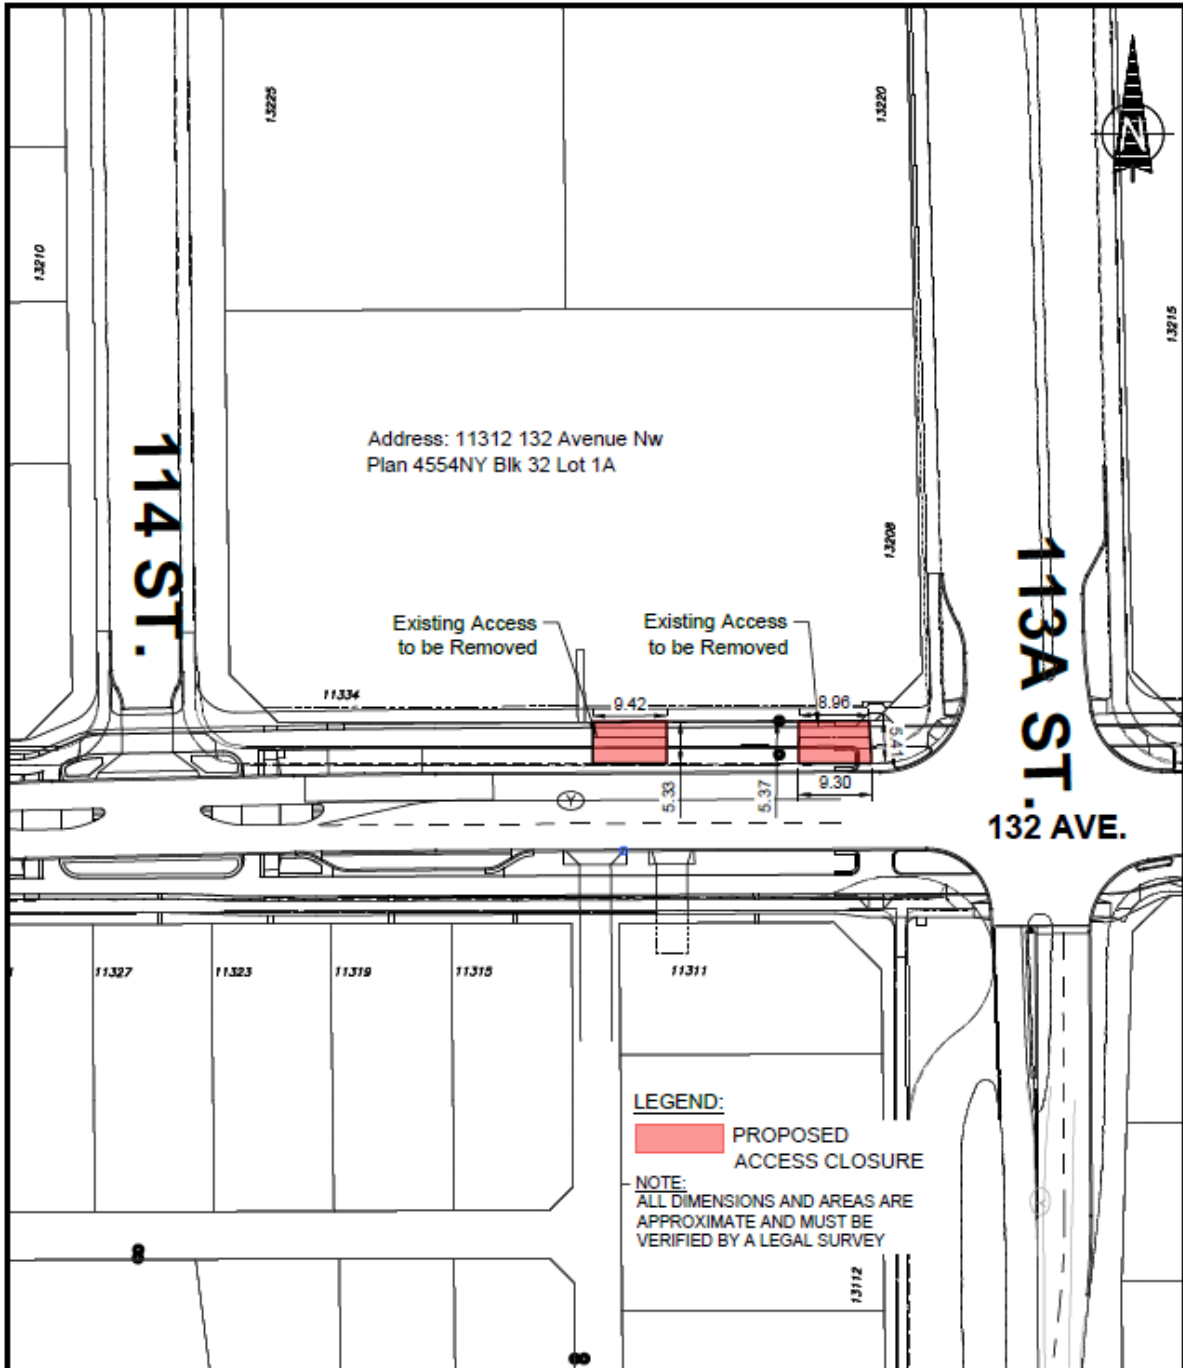 13225
13220
N
13210
13215
Address: 11312 132 Avenue Nw
Plan 4554NY Blk 32 Lot 1A
114 ST.
13208
113A ST.
Existing Access
to be Removed
Existing Access
to be Removed
11334
9.42
8.96
5.41
5.33
5.37
9.30
Y
132 AVE.
11327
11323
11319
11315
11311
LEGEND:
PROPOSED
ACCESS CLOSURE
NOTE:
ALL DIMENSIONS AND AREAS ARE
APPROXIMATE AND MUST BE
VERIFIED BY A LEGAL SURVEY
13112